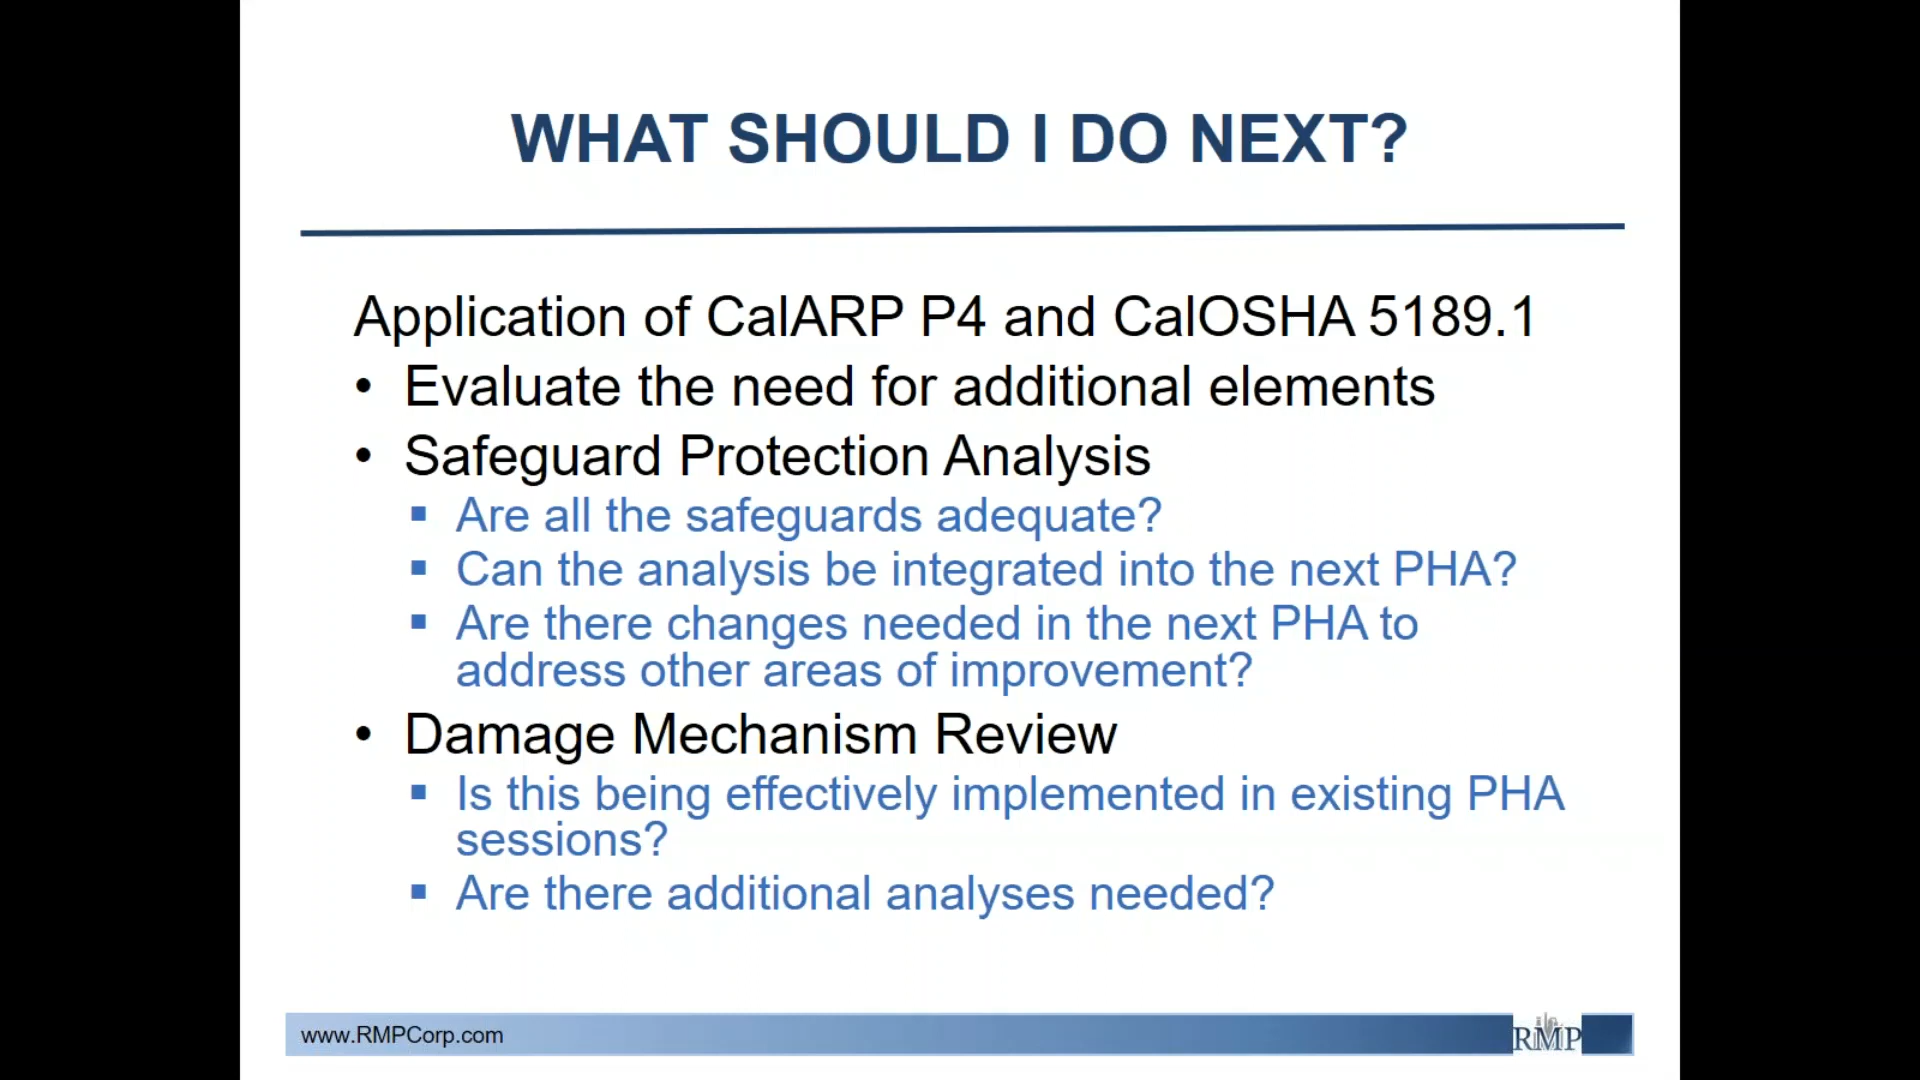 WHAT SHOULD I DO NEXT?
Application of CalARP P4 and CalOSHA 5189.1
• Evaluate the need for additional elements
• Safeguard Protection Analysis
▪ Are all the safeguards adequate?
▪ Can the analysis be integrated into the next PHA?
▪ Are there changes needed in the next PHA to
address other areas of improvement?
• Damage Mechanism Review
▪ Is this being effectively implemented in existing PHA
sessions?
▪ Are there additional analyses needed?
www.RMPCorp.com
RMP